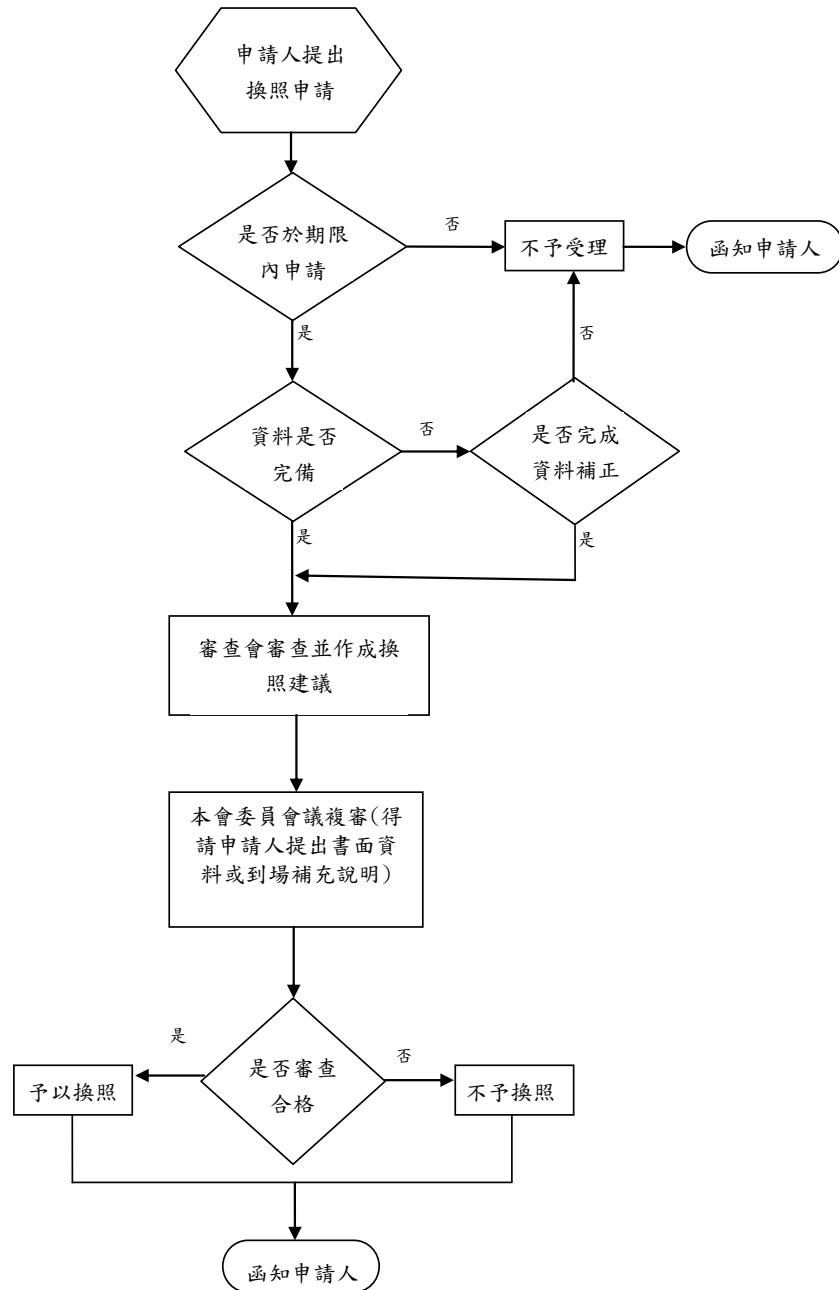 申請人提出
換照申請
是否於期限
內申請
否
不予受理
函知申請人
是
否
資料是否
完備
否
是否完成
資料補正
是
是
審查會審查並作成換
照建議
本會委員會議複審(得
請申請人提出書面資
料或到場補充說明)
是
是否審查
合格
否
予以換照
不予換照
函知申請人